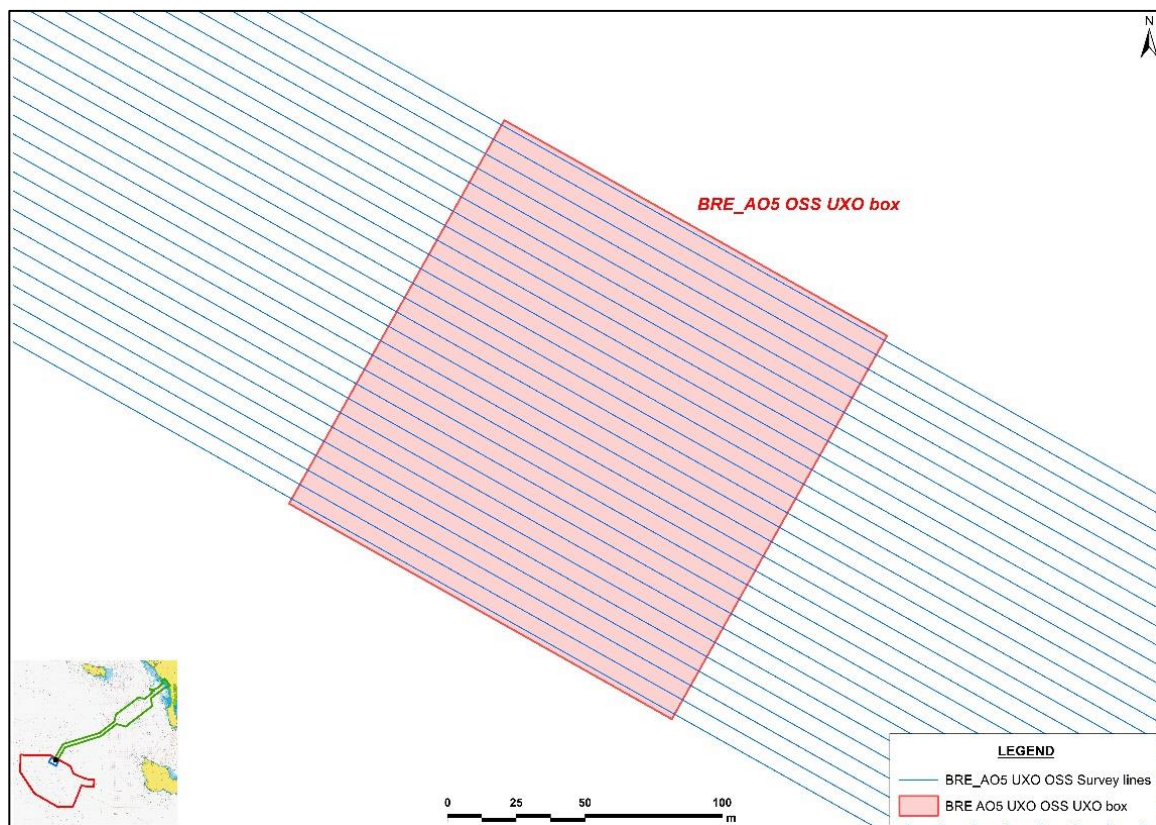 N
BRE_AO5 OSS UXO box
LEGEND
BRE_AO5 UXO OSS Survey lines
BRE AO5 UXO OSS UXO box
0 25 50 100
m